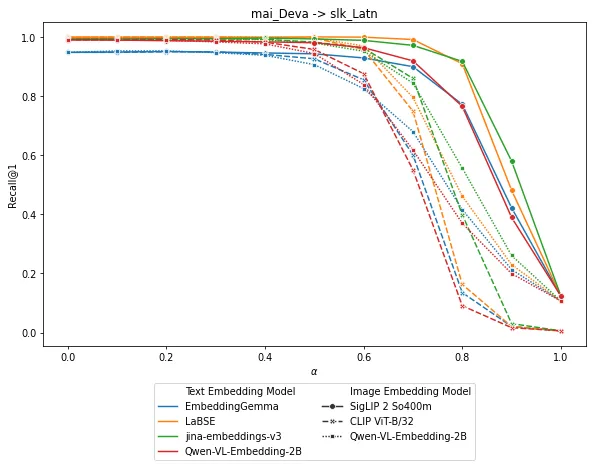 mai_Deva -> slk_Latn
1.0
0.8
0.6
0.4
0.2
0.0
Recall@1
0.0 0.2 0.4 0.6 0.8 1.0
α
Text Embedding Model Image Embedding Model
EmbeddingGemma SigLIP 2 So400m
LaBSE CLIP ViT-B/32
jina-embeddings-v3 Qwen-VL-Embedding-2B
Qwen-VL-Embedding-2B